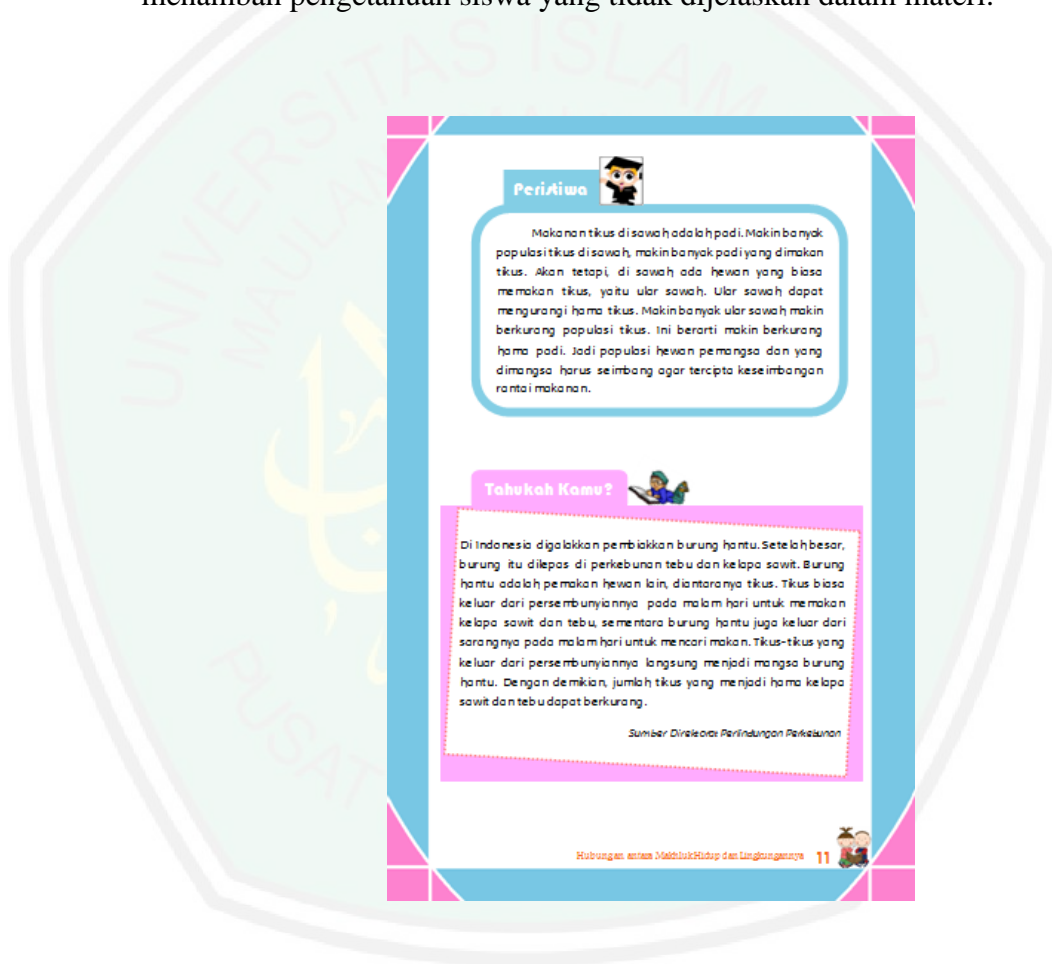 menambah pengetahuan siswa yang tidak dijelaskan dalam materi.
Peristiwa
Makanan tikus di sawah adalah padi. Makin banyak
populasi tikus di sawah, makin banyak padi yang dimakan
tikus. Akan tetapi, di sawah ada hewan yang biasa
memakan tikus, yaitu ular sawah. Ular sawah dapat
mengurangi hama tikus. Makin banyak ular sawah makin
berkurang populasi tikus. Ini berarti makin berkurang
hama padi. Jadi populasi hewan pemangsa dan yang
dimangsa harus seimbang agar tercipta keseimbangan
rantai makanan.
Tahukah Kamu?
Di Indonesia digalakkan pembiakkan burung hantu. Setelah besar,
burung itu dilepas di perkebunan tebu dan kelapa sawit. Burung
hantu adalah pemakan hewan lain, diantaranya tikus. Tikus biasa
keluar dari persembunyiannya pada malam hari untuk memakan
kelapa sawit dan tebu, sementara burung hantu juga keluar dari
sarangnya pada malam hari untuk mencari makan. Tikus-tikus yang
keluar dari persembunyiannya langsung menjadi mangsa burung
hantu. Dengan demikian, jumlah tikus yang menjadi hama kelapa
sawit dan tebu dapat berkurang.
Sumber Direktorat Perlindungan Perkebunan
Hubungan antara Makhluk Hidup dan Lingkungannya 11
UNIVERSITAS ISLAM
MAULANA
PUSAT